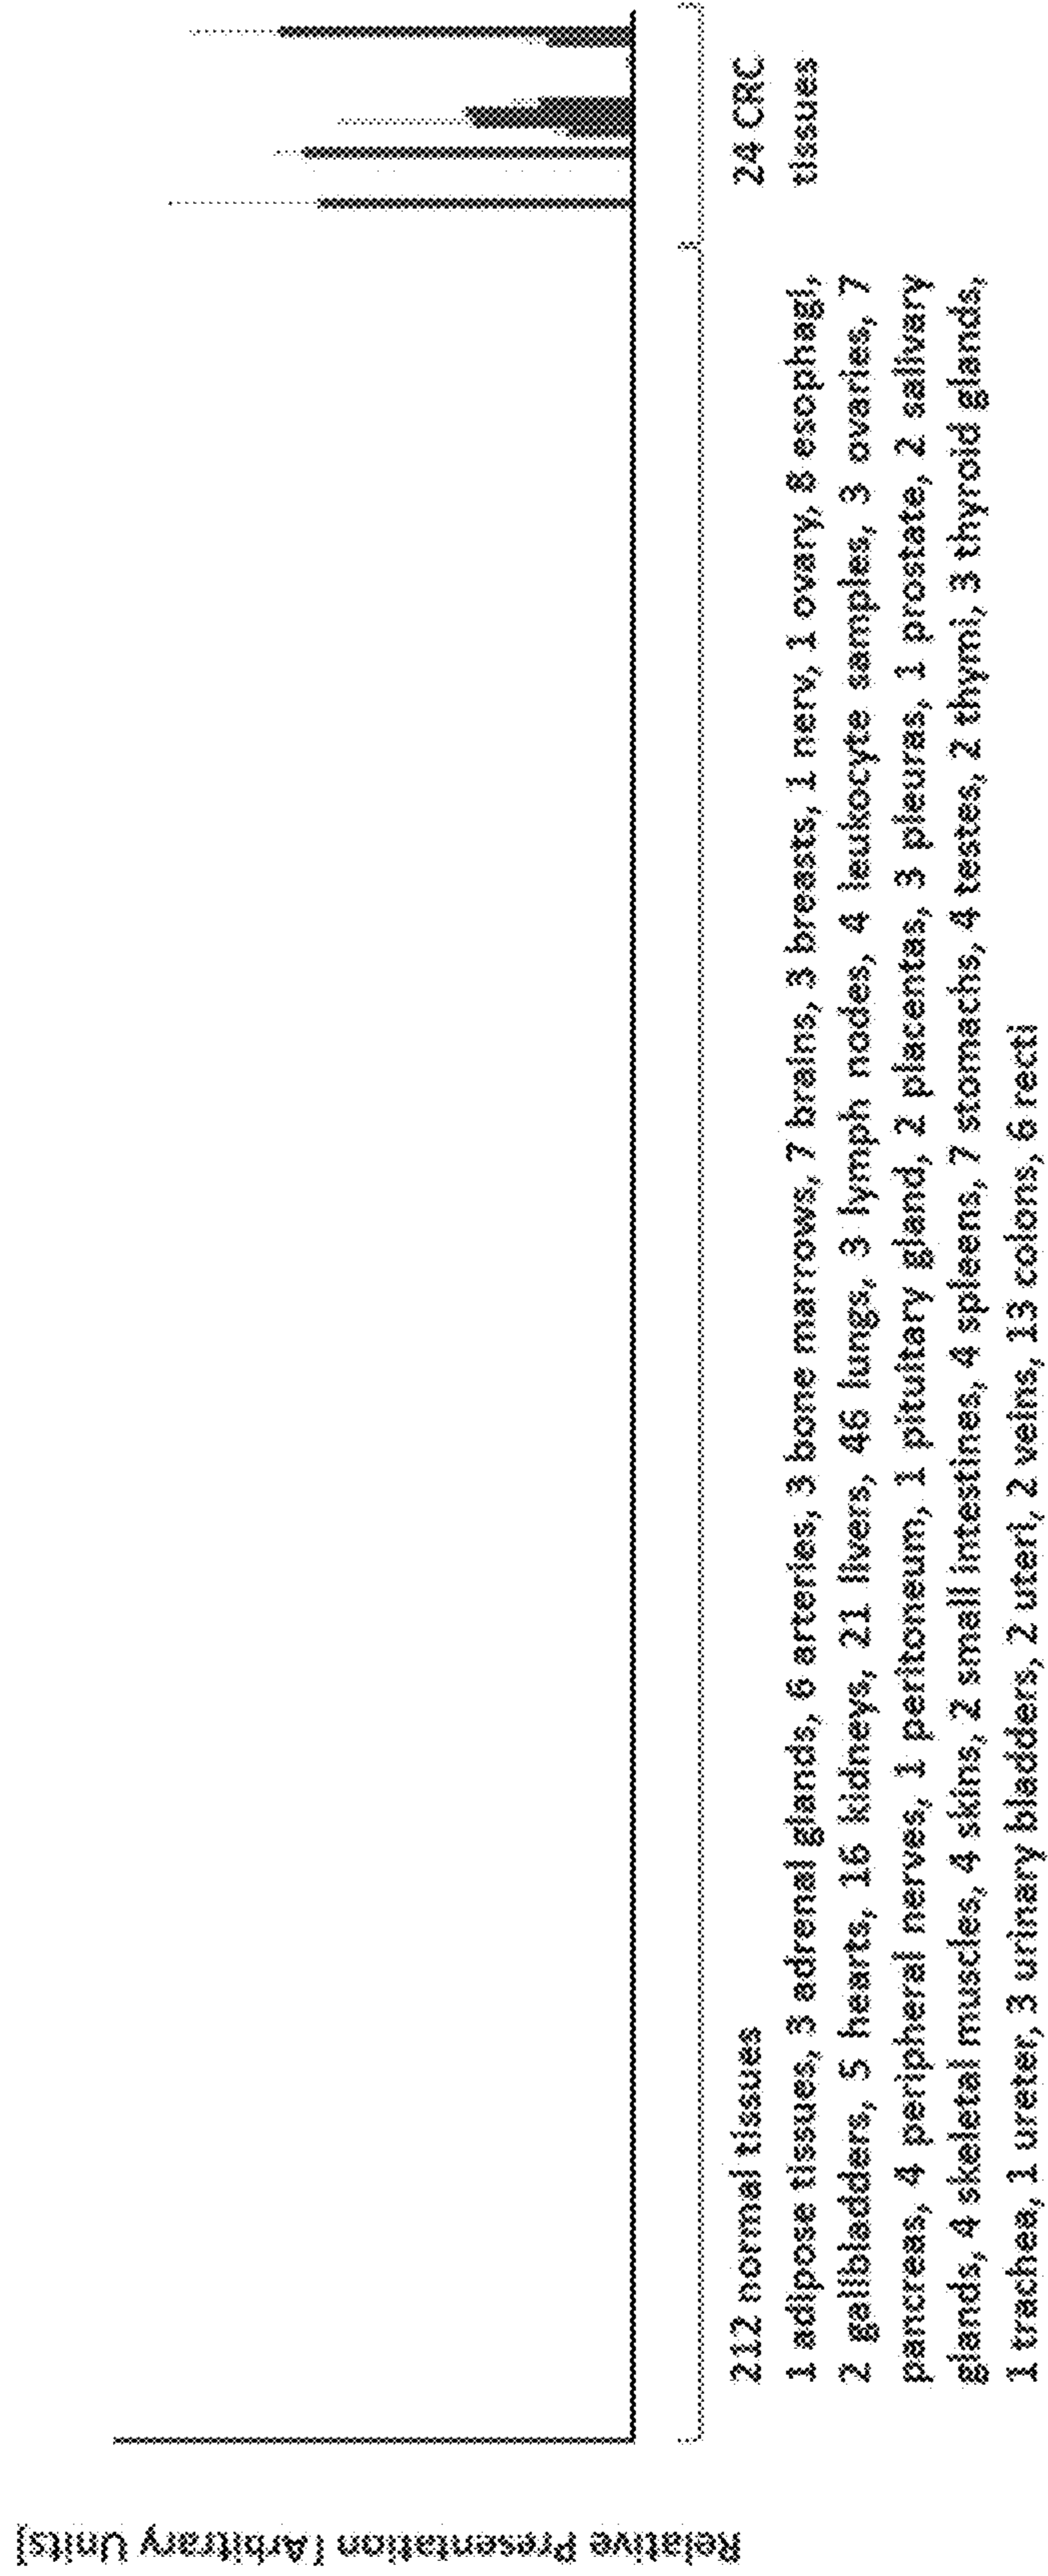 Relative Presentation [Arbitrary Units]
212 normal tissues
1 adipose tissues, 3 adrenal glands, 6 arteries, 3 bone marrows, 7 brains, 3 breasts, 1 nerv, 1 ovary, 8 esophagi,
2 gallbladders, 5 hearts, 16 kidneys, 21 livers, 46 lungs, 3 lymph nodes, 4 leukocyte samples, 3 ovaries, 7
pancreas, 4 peripheral nerves, 1 peritoneum, 1 pituitary gland, 2 placentas, 3 pleuras, 1 prostate, 2 salivary
glands, 4 skeletal muscles, 4 skins, 2 small intestines, 4 spleens, 7 stomachs, 4 testes, 2 thymi, 3 thyroid glands,
1 trachea, 1 ureter, 3 urinary bladders, 2 uteri, 2 veins, 13 colons, 6 recti
24 CRC
tissues